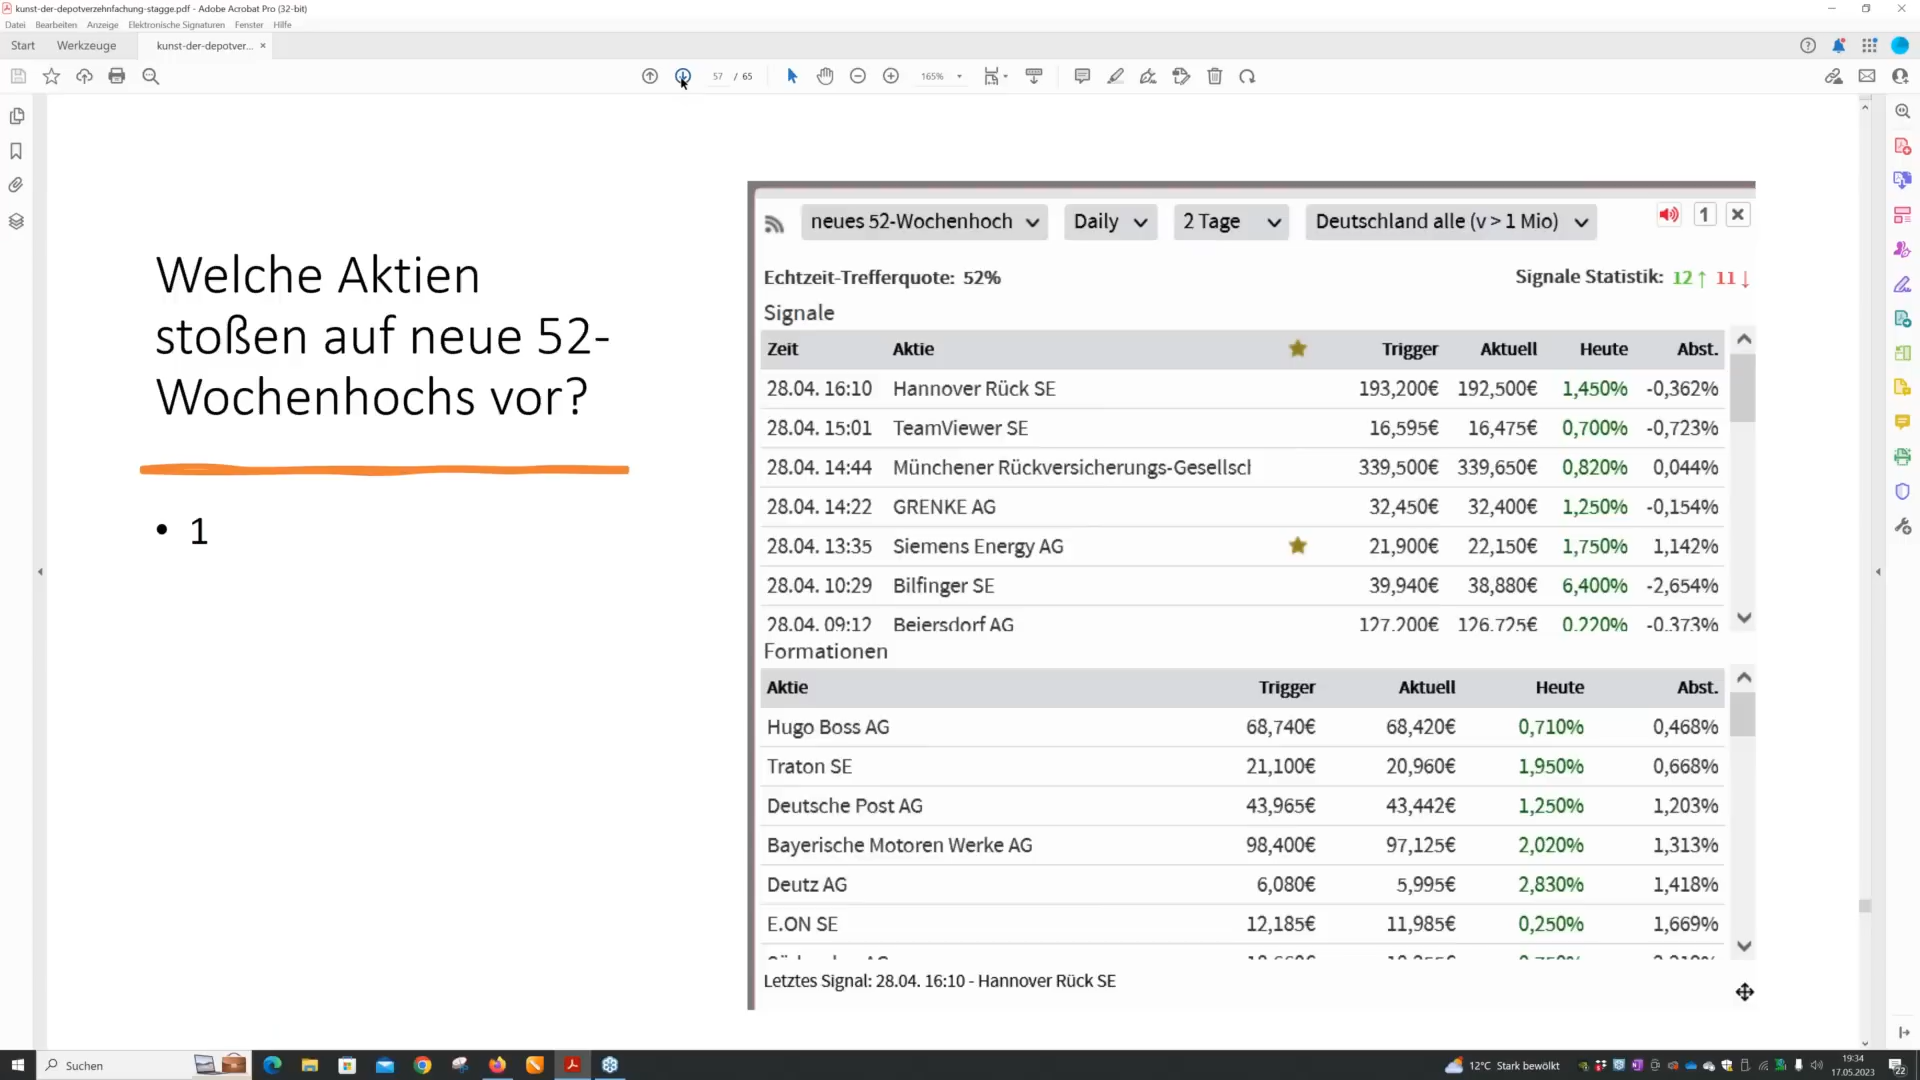 kunst-der-depotverzehnfachung-stagge.pdf - Adobe Acrobat Pro (32-bit)
Datei Bearbeiten Anzeige Elektronische Signaturen Fenster Hilfe
Start Werkzeuge kunst-der-depotver... ×
57 / 65 165%
Welche Aktien
stoßen auf neue 52-
Wochenhochs vor?
• 1
neues 52-Wochenhoch Daily 2 Tage Deutschland alle (v > 1 Mio) 1
Echtzeit-Trefferquote: 52% Signale Statistik: 12↑ 11↓
Signale
Zeit Aktie Trigger Aktuell Heute Abst.
28.04. 16:10 Hannover Rück SE 193,200€ 192,500€ 1,450% -0,362%
28.04. 15:01 TeamViewer SE 16,595€ 16,475€ 0,700% -0,723%
28.04. 14:44 Münchener Rückversicherungs-Gesellscl 339,500€ 339,650€ 0,820% 0,044%
28.04. 14:22 GRENKE AG 32,450€ 32,400€ 1,250% -0,154%
28.04. 13:35 Siemens Energy AG 21,900€ 22,150€ 1,750% 1,142%
28.04. 10:29 Bilfinger SE 39,940€ 38,880€ 6,400% -2,654%
28.04. 09:12 Beiersdorf AG 127,200€ 126,725€ 0,220% -0,373%
Formationen
Aktie Trigger Aktuell Heute Abst.
Hugo Boss AG 68,740€ 68,420€ 0,710% 0,468%
Traton SE 21,100€ 20,960€ 1,950% 0,668%
Deutsche Post AG 43,965€ 43,442€ 1,250% 1,203%
Bayerische Motoren Werke AG 98,400€ 97,125€ 2,020% 1,313%
Deutz AG 6,080€ 5,995€ 2,830% 1,418%
E.ON SE 12,185€ 11,985€ 0,250% 1,669%
Letztes Signal: 28.04. 16:10 - Hannover Rück SE
Suchen
12°C Stark bewölkt
19:34
17.05.2023
22